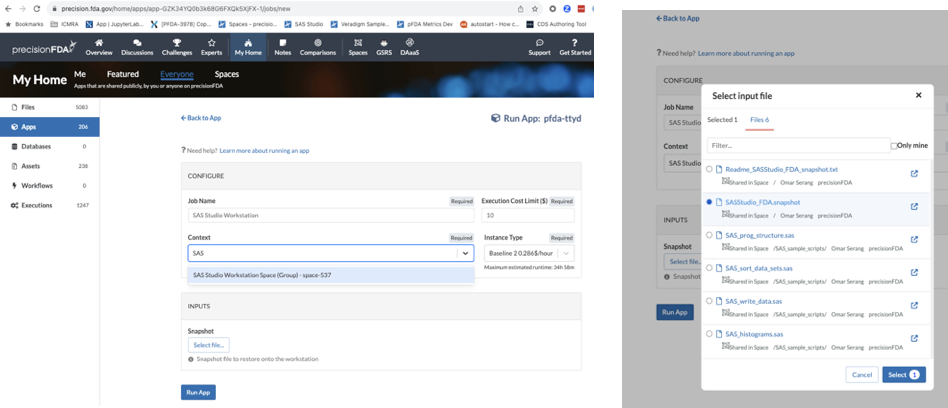 precision.fda.gov/home/apps/app-GZK34YQ0b3k68G6FXQk5XjFX-1/jobs/new
Bookmarks ICMRA App | JupyterLab... [PFDA-3978] Cop... Spaces - precisio... SAS Studio Veradigm Sample... pFDA Metrics Dev autostart - How c... CDS Authoring Tool
precisionFDA Overview Discussions Challenges Experts My Home Notes Comparisons Spaces GSRS DAaaS Support Get Started
My Home Me Featured Everyone Spaces
Apps that are shared publicly, by you or anyone on precisionFDA
Files 5083
Apps 206
Databases 0
Assets 238
Workflows 0
Executions 1247
Back to App
Run App: pfda-ttyd
? Need help? Learn more about running an app
CONFIGURE
Job Name Required Execution Cost Limit ($) Required
SAS Studio Workstation 10
Context Required Instance Type Required
SAS Baseline 2 0.286$/hour
Maximum estimated runtime: 34h 58m
SAS Studio Workstation Space (Group) - space-537
INPUTS
Snapshot
Select file...
Snapshot file to restore onto the workstation
Run App
Back to App
? Need help? Learn more about running an app
CONFIGURE
Job Name
SAS Studio
Context
SAS Studio
INPUTS
Snapshot
Select file...
Snapshot
Run App
Select input file
Selected 1 Files 6
Filter... Only mine
Readme_SASStudio_FDA_snapshot.txt
Shared in Space / Omar Serang precisionFDA
SASStudio_FDA.snapshot
Shared in Space / Omar Serang precisionFDA
SAS_prog_structure.sas
Shared in Space /SAS_sample_scripts/ Omar Serang precisionFDA
SAS_sort_data_sets.sas
Shared in Space /SAS_sample_scripts/ Omar Serang precisionFDA
SAS_write_data.sas
Shared in Space /SAS_sample_scripts/ Omar Serang precisionFDA
SAS_histograms.sas
Shared in Space /SAS_sample_scripts/ Omar Serang precisionFDA
Cancel Select 1